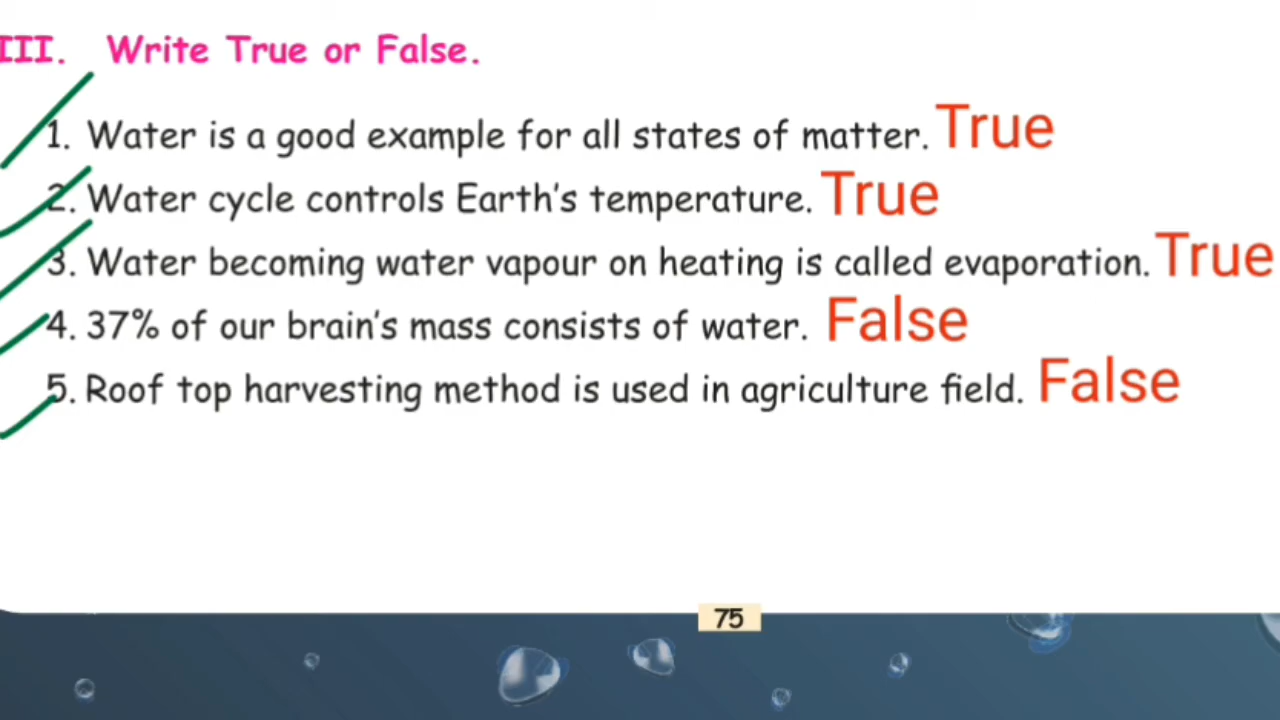 III. Write True or False.
1. Water is a good example for all states of matter. True
2. Water cycle controls Earth's temperature. True
3. Water becoming water vapour on heating is called evaporation. True
4. 37% of our brain's mass consists of water. False
5. Roof top harvesting method is used in agriculture field. False
75